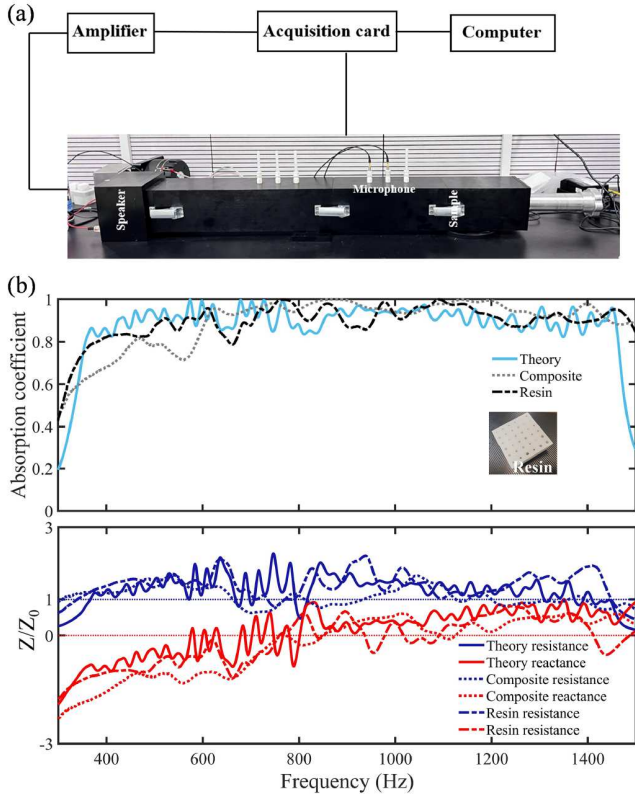 (a)
Amplifier
Acquisition card
Computer
Speaker
Microphone
Sample
(b)
Absorption coefficient
1
0.8
0.6
0.4
0.2
0
Theory
Composite
Resin
Resin
Z/Z0
3
1
0
-3
Theory resistance
Theory reactance
Composite resistance
Composite reactance
Resin resistance
Resin resistance
400
600
800
1000
1200
1400
Frequency (Hz)